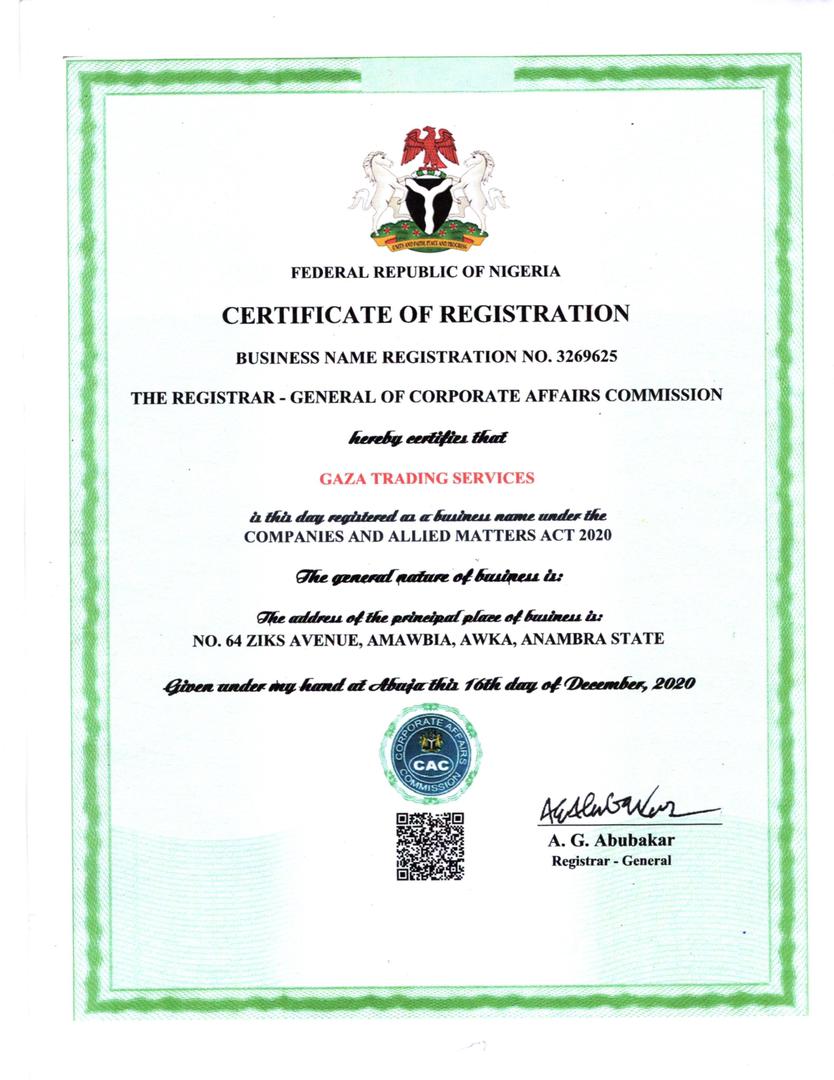 UNITY AND FAITH, PEACE AND PROGRESS
FEDERAL REPUBLIC OF NIGERIA
CERTIFICATE OF REGISTRATION
BUSINESS NAME REGISTRATION NO. 3269625
THE REGISTRAR - GENERAL OF CORPORATE AFFAIRS COMMISSION
hereby certifies that
GAZA TRADING SERVICES
is this day registered as a business name under the
COMPANIES AND ALLIED MATTERS ACT 2020
The general nature of business is:
The address of the principal place of business is:
NO. 64 ZIKS AVENUE, AMAWBIA, AWKA, ANAMBRA STATE
Given under my hand at Abuja this 16th day of December, 2020
CORPORATE AFFAIRS
CAC
COMMISSION
A. G. Abubakar
Registrar - General